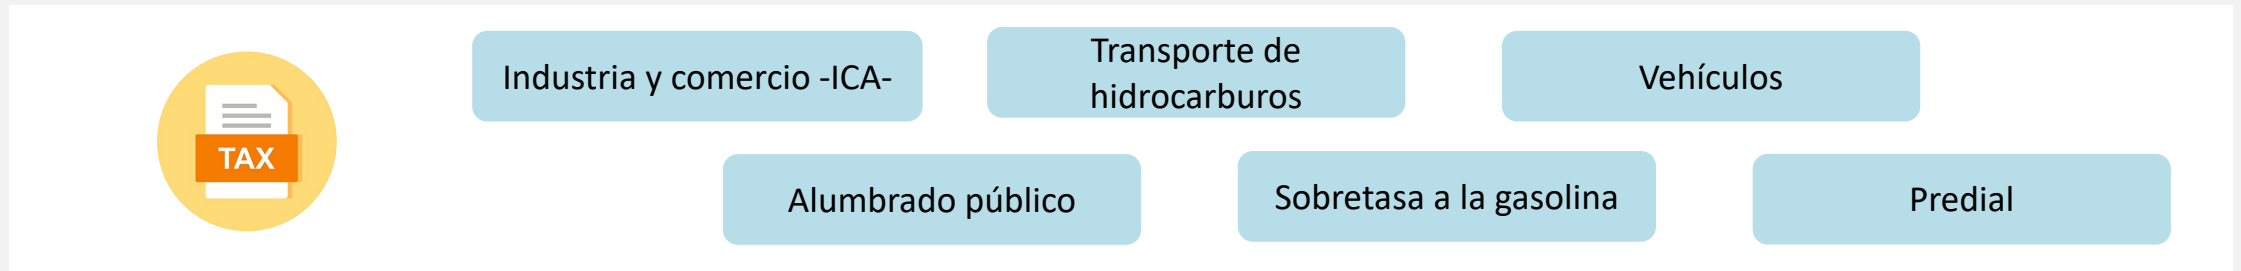 TAX
Industria y comercio -ICA-
Transporte de
hidrocarburos
Vehículos
Alumbrado público
Sobretasa a la gasolina
Predial